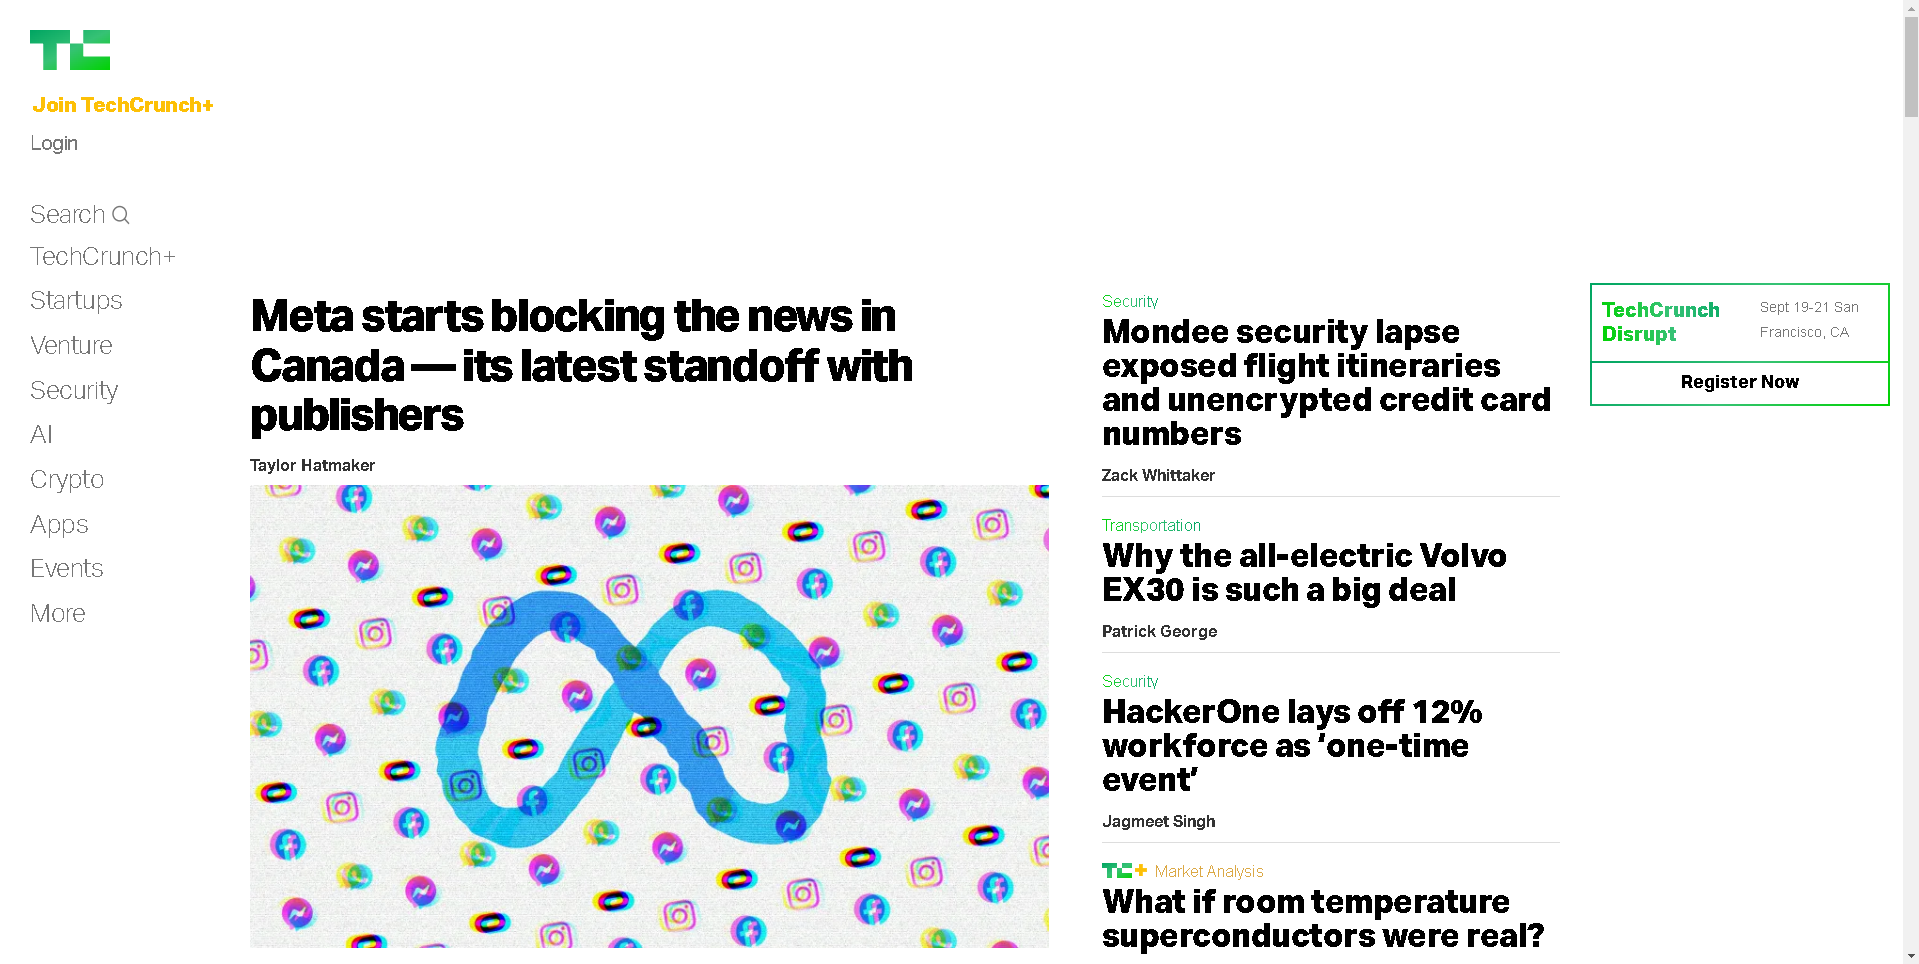 TC
Join TechCrunch+
Login
Search
TechCrunch+
Startups
Venture
Security
AI
Crypto
Apps
Events
More
Meta starts blocking the news in
Canada — its latest standoff with
publishers
Taylor Hatmaker
Security
Mondee security lapse
exposed flight itineraries
and unencrypted credit card
numbers
Zack Whittaker
Transportation
Why the all-electric Volvo
EX30 is such a big deal
Patrick George
Security
HackerOne lays off 12%
workforce as ‘one-time
event’
Jagmeet Singh
TC+ Market Analysis
What if room temperature
superconductors were real?
TechCrunch
Disrupt
Sept 19-21 San
Francisco, CA
Register Now